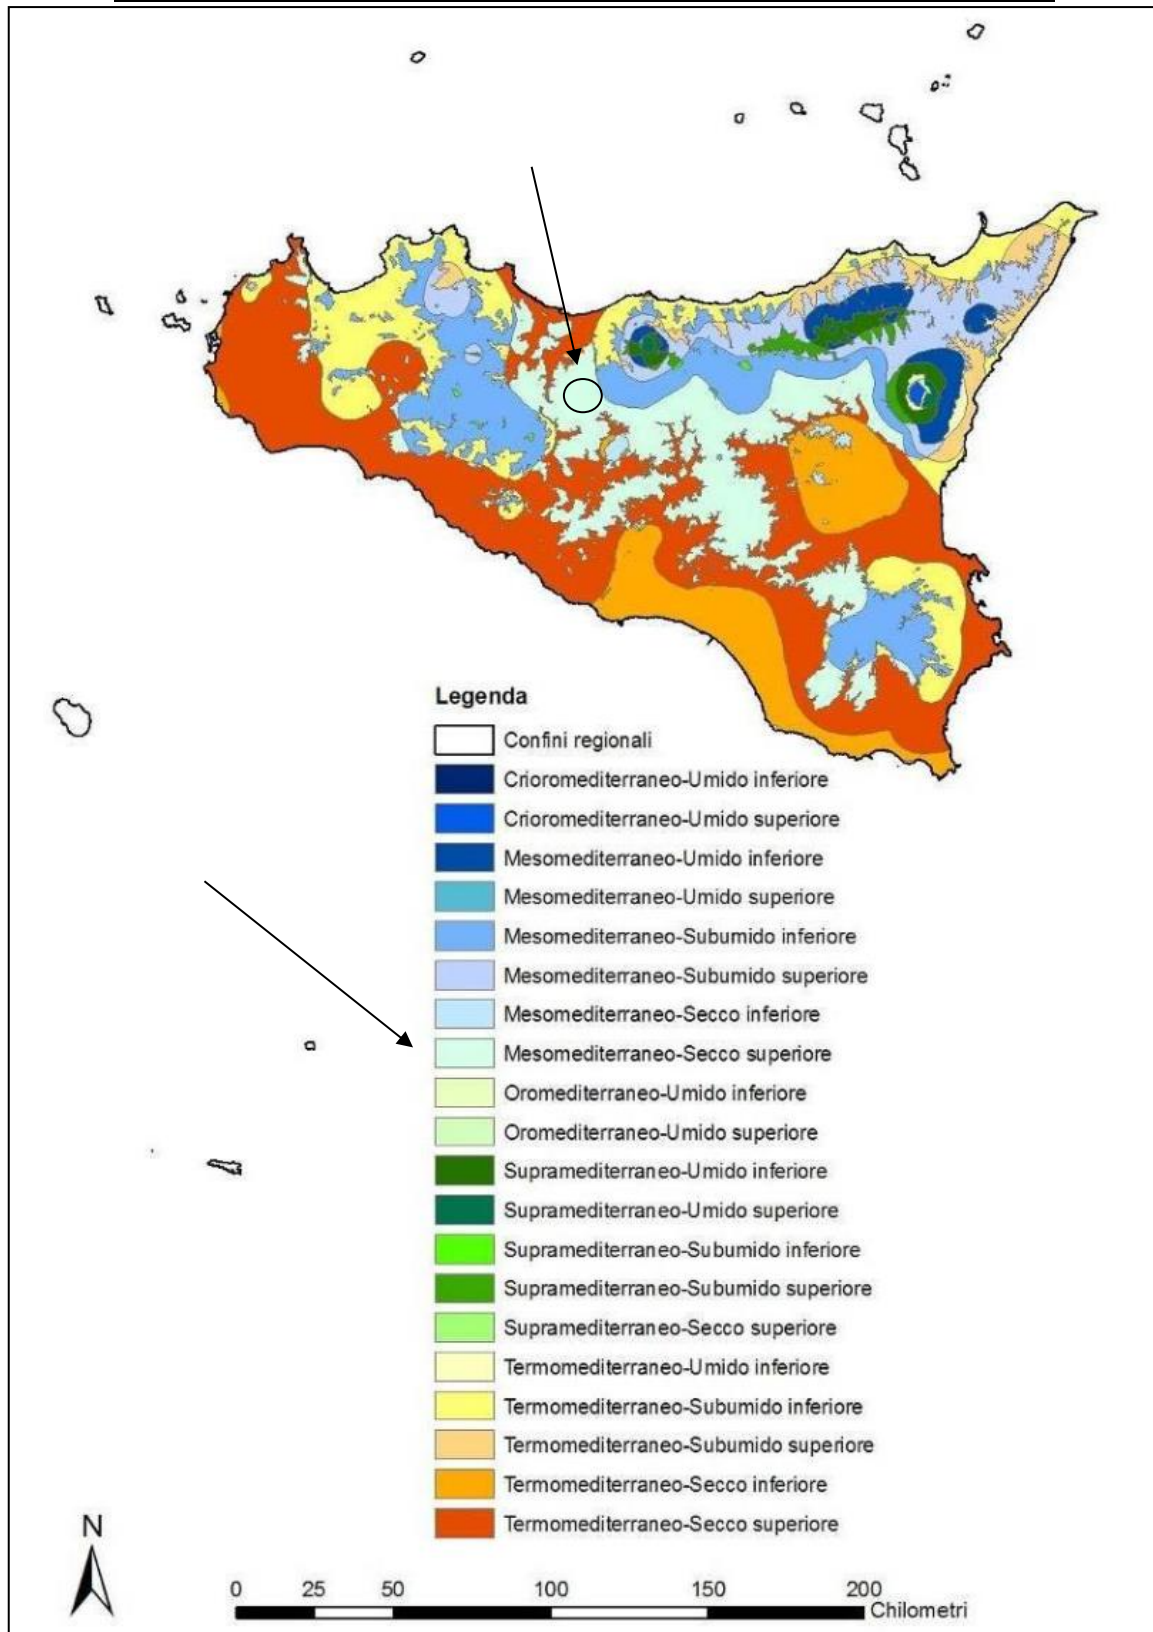 Legenda
Confini regionali
Crioromediterraneo-Umido inferiore
Crioromediterraneo-Umido superiore
Mesomediterraneo-Umido inferiore
Mesomediterraneo-Umido superiore
Mesomediterraneo-Subumido inferiore
Mesomediterraneo-Subumido superiore
Mesomediterraneo-Secco inferiore
Mesomediterraneo-Secco superiore
Oromediterraneo-Umido inferiore
Oromediterraneo-Umido superiore
Supramediterraneo-Umido inferiore
Supramediterraneo-Umido superiore
Supramediterraneo-Subumido inferiore
Supramediterraneo-Subumido superiore
Supramediterraneo-Secco superiore
Termomediterraneo-Umido inferiore
Termomediterraneo-Subumido inferiore
Termomediterraneo-Subumido superiore
Termomediterraneo-Secco inferiore
Termomediterraneo-Secco superiore
N
0 25 50 100 150 200
Chilometri